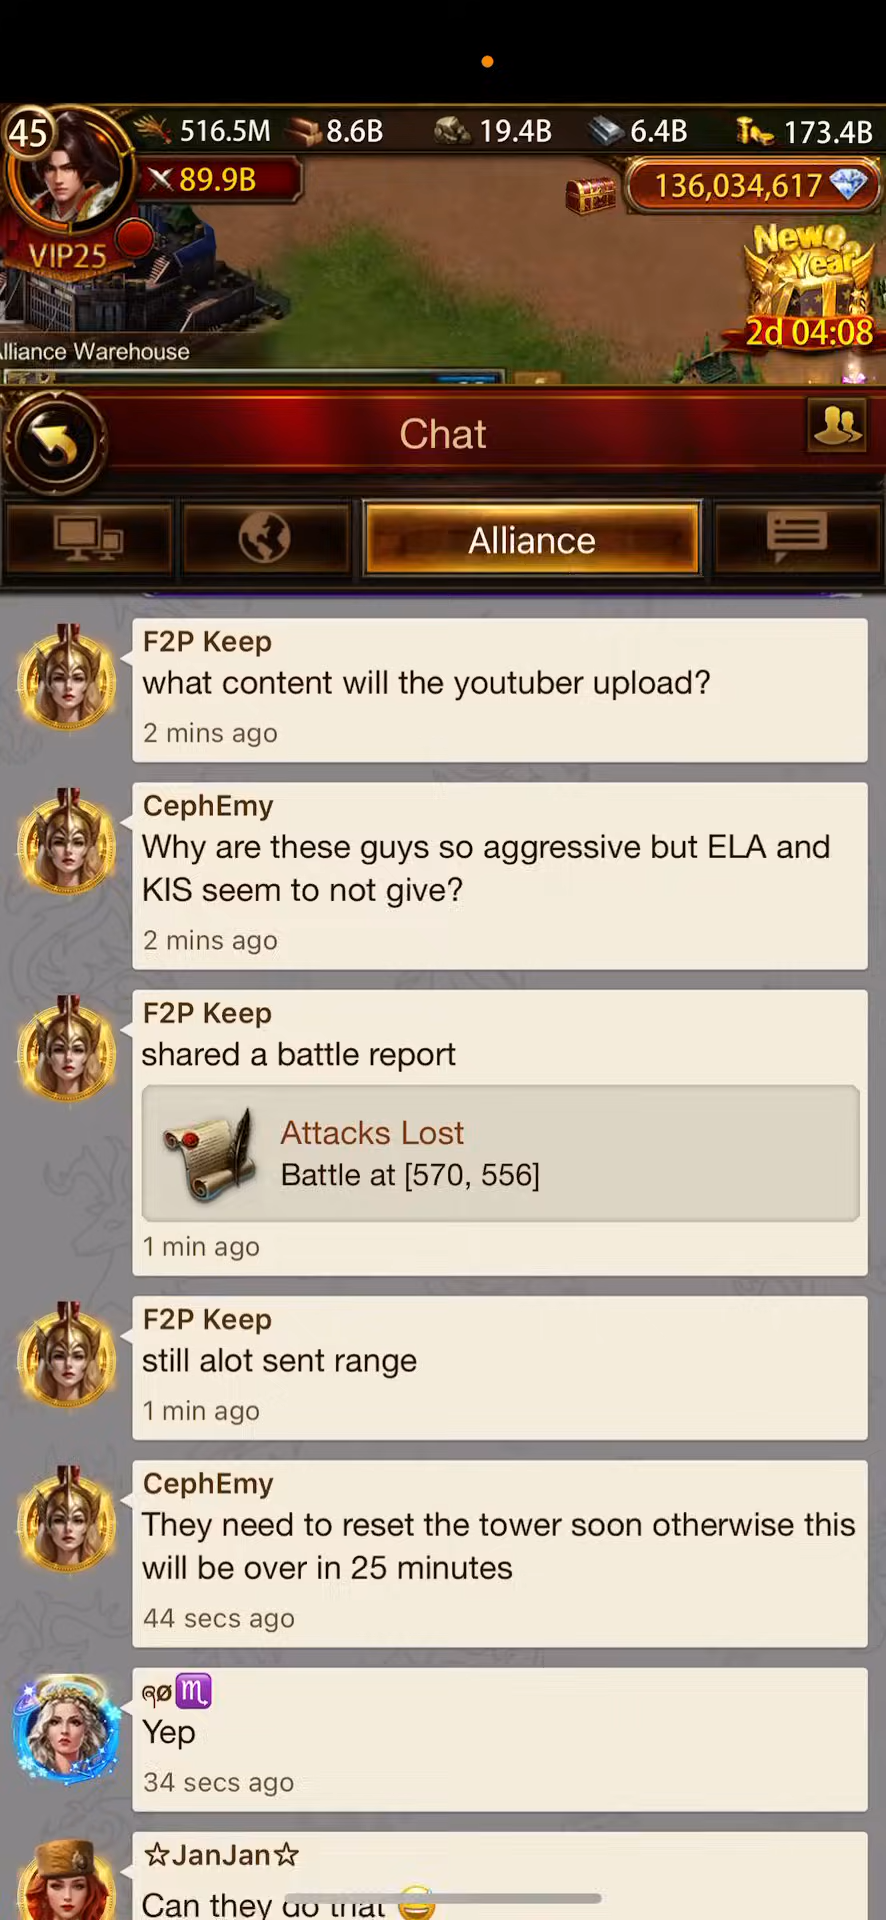 45
516.5M
8.6B
19.4B
6.4B
173.4B
89.9B
136,034,617
VIP25
New
Year
2d 04:08
lliance Warehouse
Chat
Alliance
F2P Keep
what content will the youtuber upload?
2 mins ago
CephEmy
Why are these guys so aggressive but ELA and
KIS seem to not give?
2 mins ago
F2P Keep
shared a battle report
Attacks Lost
Battle at [570, 556]
1 min ago
F2P Keep
still alot sent range
1 min ago
CephEmy
They need to reset the tower soon otherwise this
will be over in 25 minutes
44 secs ago
Yep
34 secs ago
☆JanJan☆
Can they do that 😅